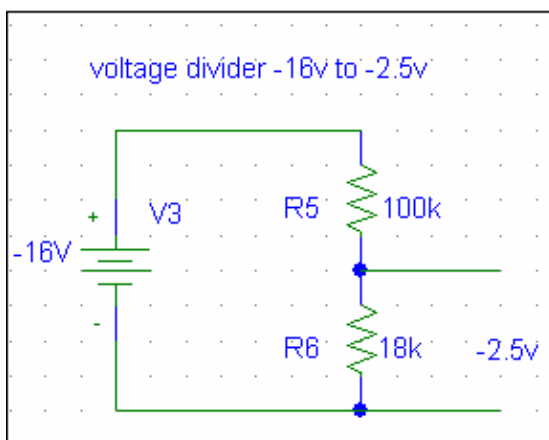 voltage divider -16v to -2.5v
+
V3
R5
100k
-16V
-
R6
18k
-2.5v